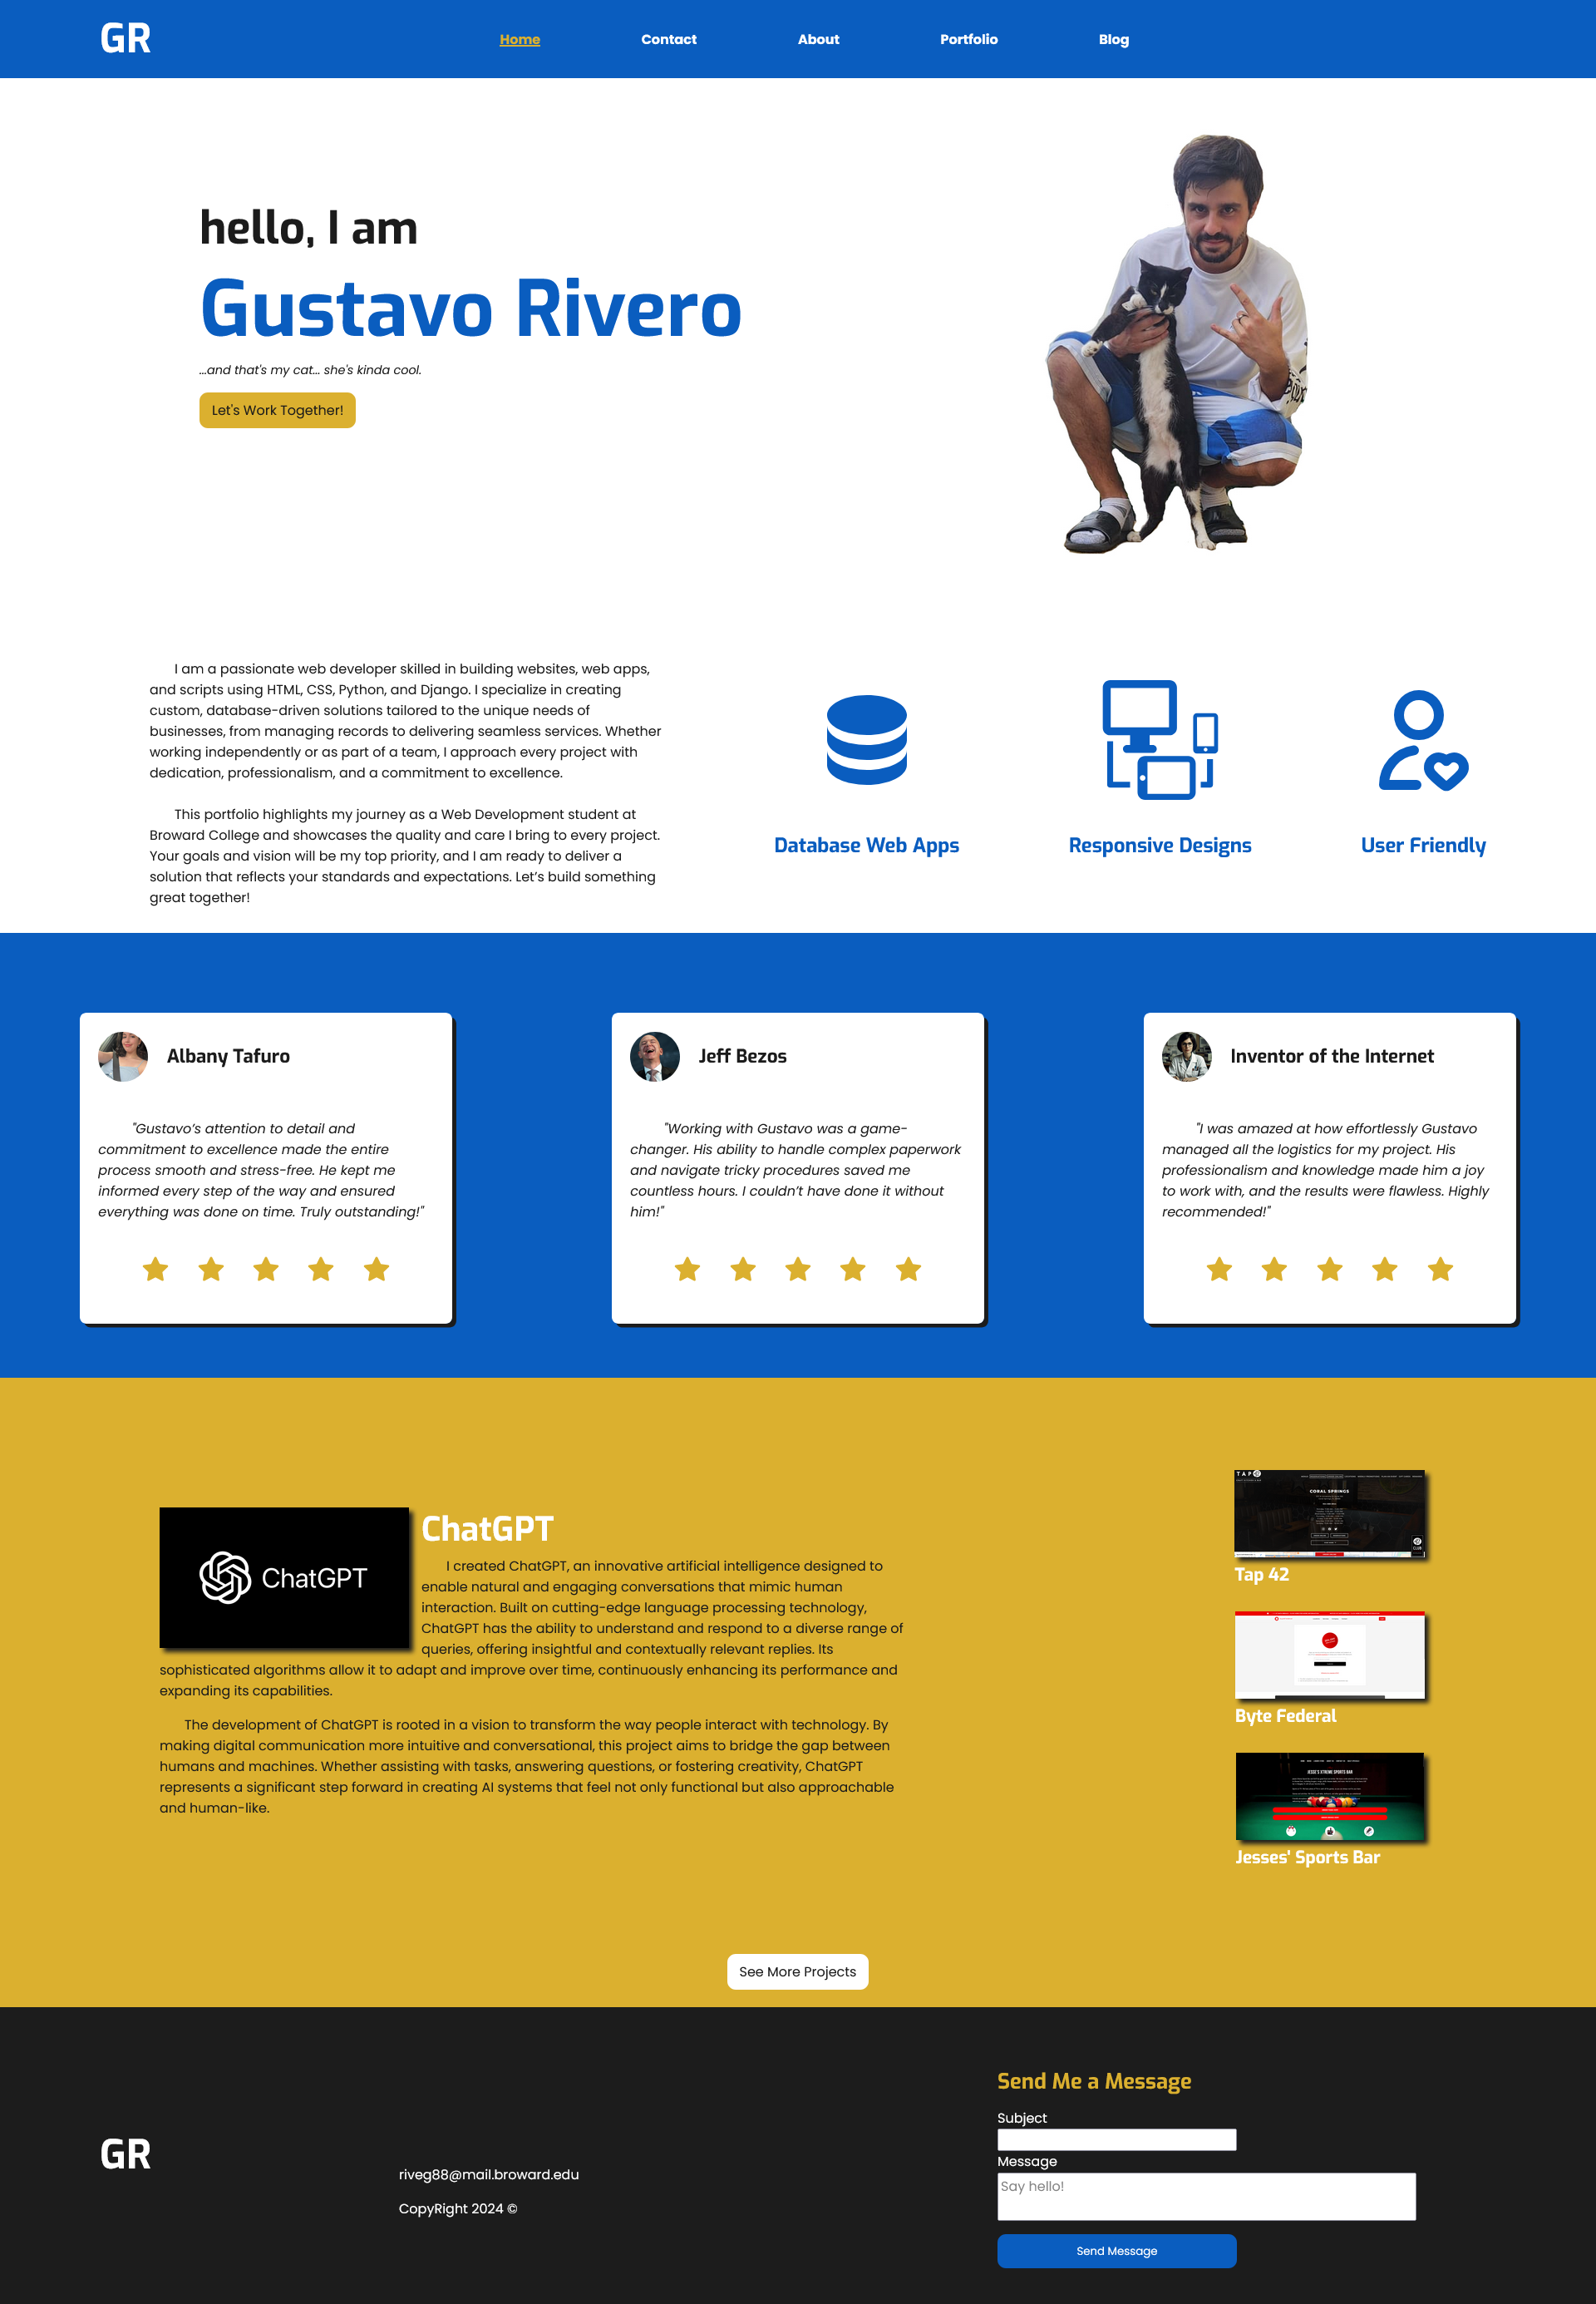 GR
Home Contact About Portfolio Blog
hello, I am
Gustavo Rivero
...and that's my cat... she's kinda cool.
Let's Work Together!
I am a passionate web developer skilled in building websites, web apps,
and scripts using HTML, CSS, Python, and Django. I specialize in creating
custom, database-driven solutions tailored to the unique needs of
businesses, from managing records to delivering seamless services. Whether
working independently or as part of a team, I approach every project with
dedication, professionalism, and a commitment to excellence.
This portfolio highlights my journey as a Web Development student at
Broward College and showcases the quality and care I bring to every project.
Your goals and vision will be my top priority, and I am ready to deliver a
solution that reflects your standards and expectations. Let’s build something
great together!
Database Web Apps
Responsive Designs
User Friendly
Albany Tafuro
"Gustavo’s attention to detail and
commitment to excellence made the entire
process smooth and stress-free. He kept me
informed every step of the way and ensured
everything was done on time. Truly outstanding!"
Jeff Bezos
"Working with Gustavo was a game-
changer. His ability to handle complex paperwork
and navigate tricky procedures saved me
countless hours. I couldn’t have done it without
him!"
Inventor of the Internet
"I was amazed at how effortlessly Gustavo
managed all the logistics for my project. His
professionalism and knowledge made him a joy
to work with, and the results were flawless. Highly
recommended!"
ChatGPT
ChatGPT
I created ChatGPT, an innovative artificial intelligence designed to
enable natural and engaging conversations that mimic human
interaction. Built on cutting-edge language processing technology,
ChatGPT has the ability to understand and respond to a diverse range of
queries, offering insightful and contextually relevant replies. Its
sophisticated algorithms allow it to adapt and improve over time, continuously enhancing its performance and
expanding its capabilities.
The development of ChatGPT is rooted in a vision to transform the way people interact with technology. By
making digital communication more intuitive and conversational, this project aims to bridge the gap between
humans and machines. Whether assisting with tasks, answering questions, or fostering creativity, ChatGPT
represents a significant step forward in creating AI systems that feel not only functional but also approachable
and human-like.
TAP
CORAL SPRINGS
Tap 42
Byte Federal
JESSE'S XTREME SPORTS BAR
Jesses' Sports Bar
See More Projects
GR
riveg88@mail.broward.edu
CopyRight 2024 ©
Send Me a Message
Subject
Message
Say hello!
Send Message